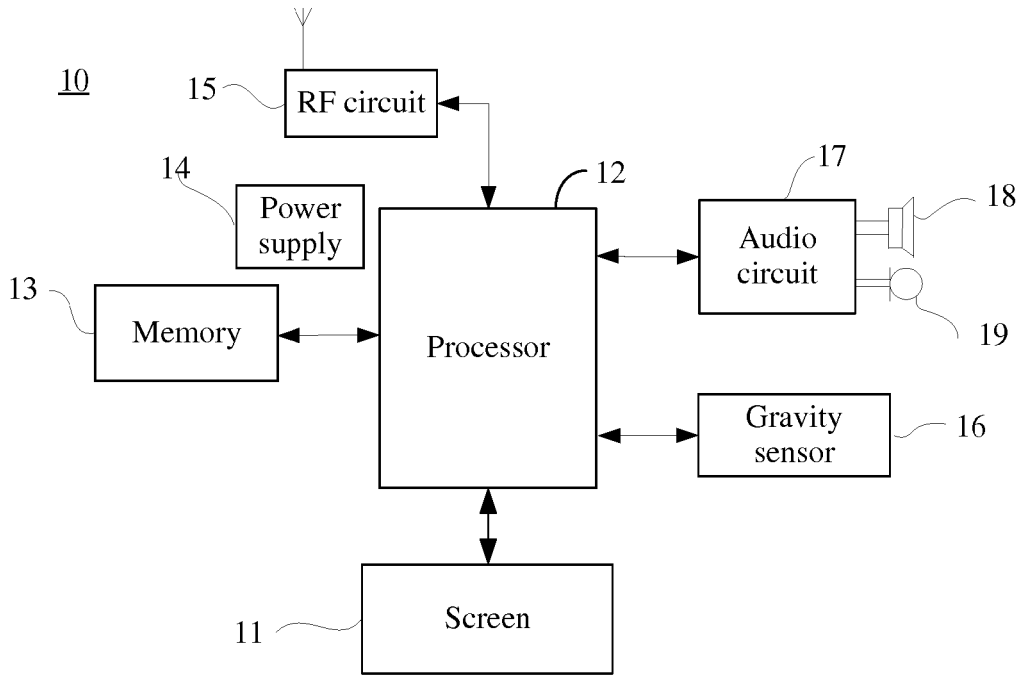 10
15
RF circuit
14
Power
supply
12
17
18
Audio
circuit
13
Memory
Processor
19
Gravity
sensor
16
11
Screen